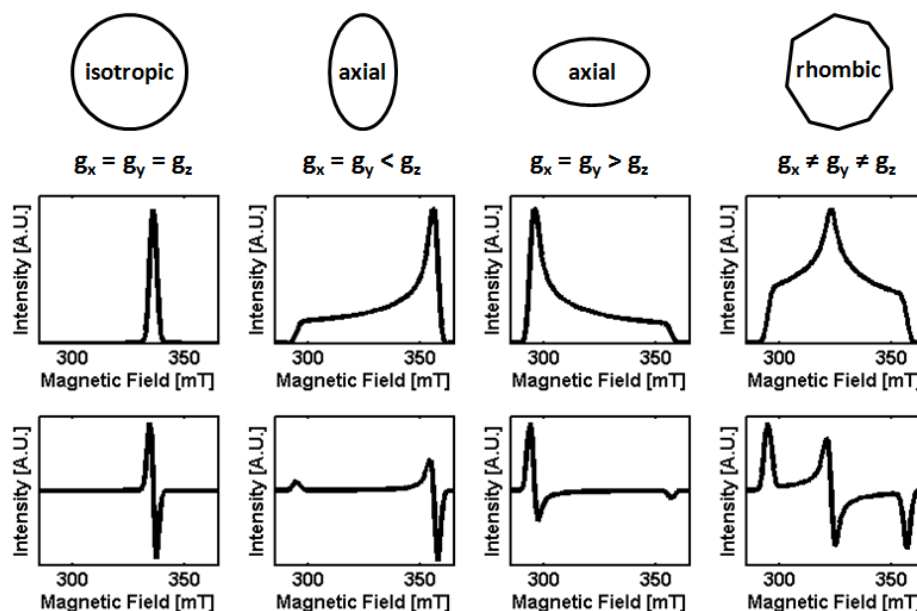 isotropic axial axial rhombic
gx = gy = gz gx = gy < gz gx = gy > gz gx ≠ gy ≠ gz
Intensity [A.U.] Intensity [A.U.] Intensity [A.U.] Intensity [A.U.]
300 350 300 350 300 350 300 350
Magnetic Field [mT] Magnetic Field [mT] Magnetic Field [mT] Magnetic Field [mT]
Intensity [A.U.] Intensity [A.U.] Intensity [A.U.] Intensity [A.U.]
300 350 300 350 300 350 300 350
Magnetic Field [mT] Magnetic Field [mT] Magnetic Field [mT] Magnetic Field [mT]